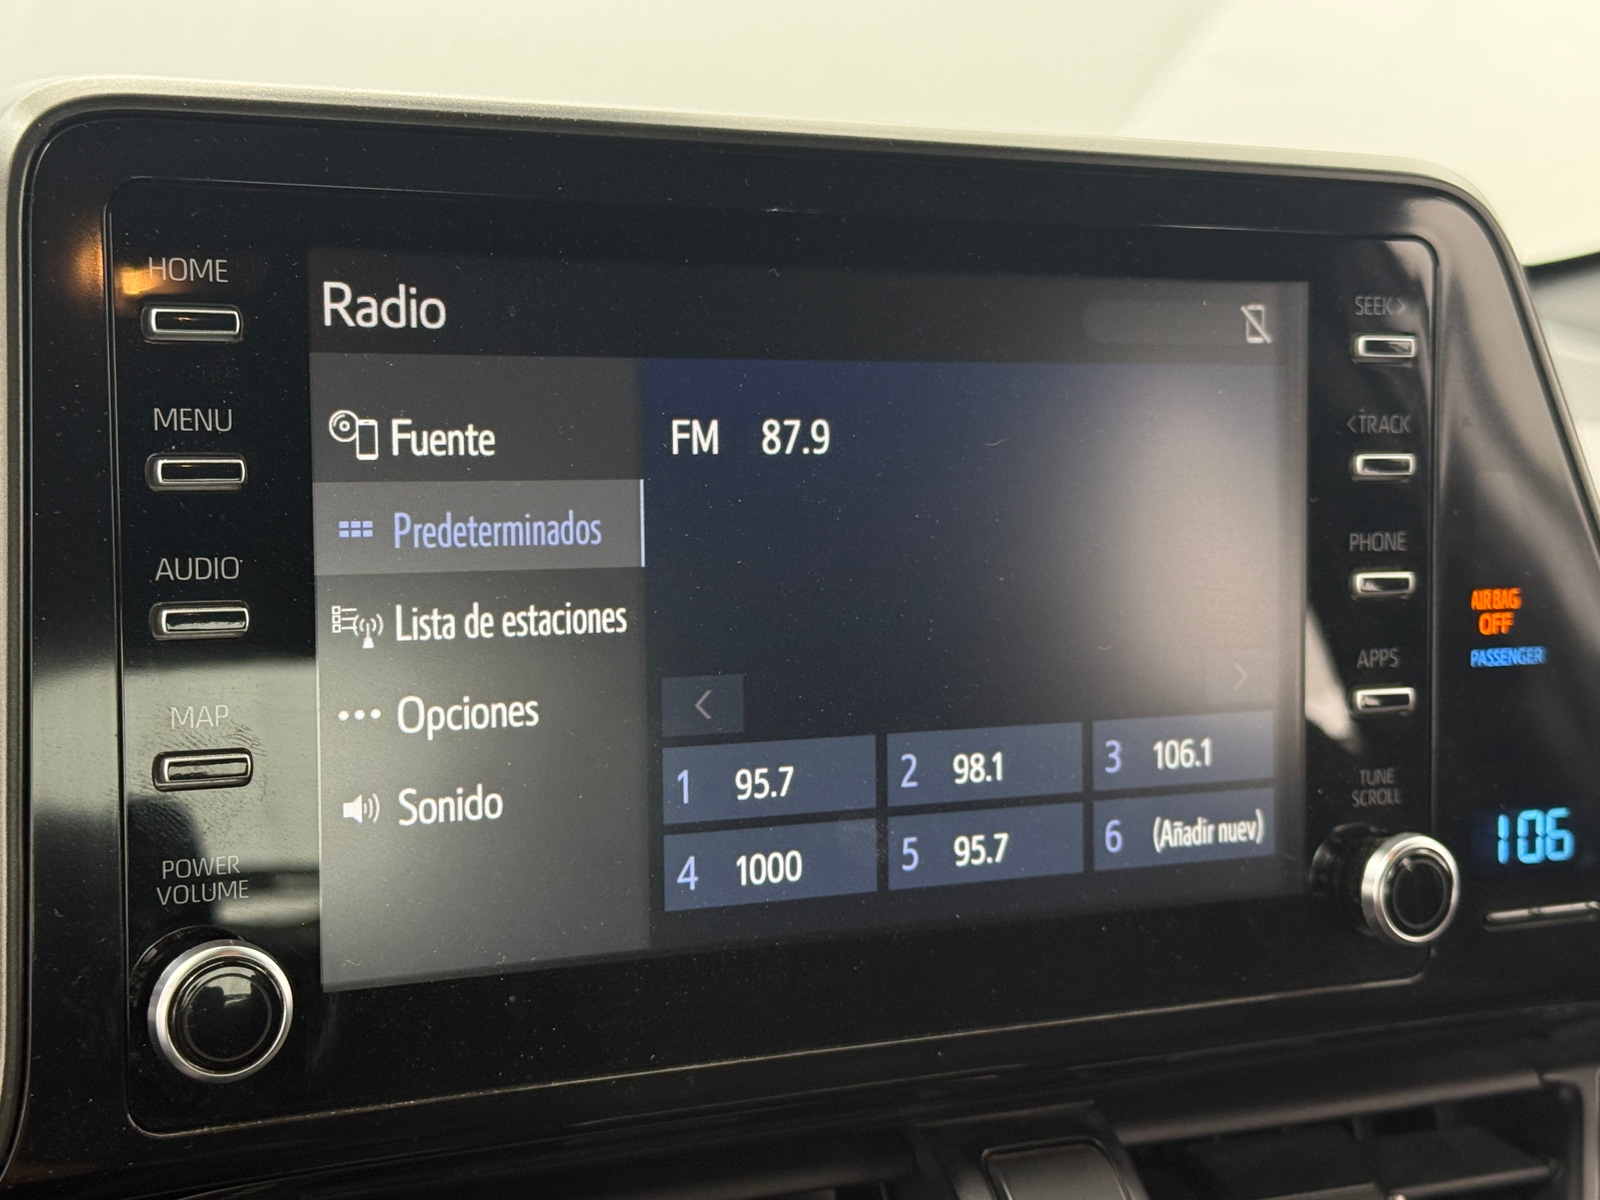 HOME
MENU
AUDIO
MAP
POWER
VOLUME
Radio
Fuente
Predeterminados
Lista de estaciones
Opciones
Sonido
FM 87.9
1 95.7
2 98.1
3 106.1
4 1000
5 95.7
6 (Añadir nuev)
SEEK >
< TRACK
PHONE
APPS
TUNE
SCROLL
AIRBAG
OFF
PASSENGER
106